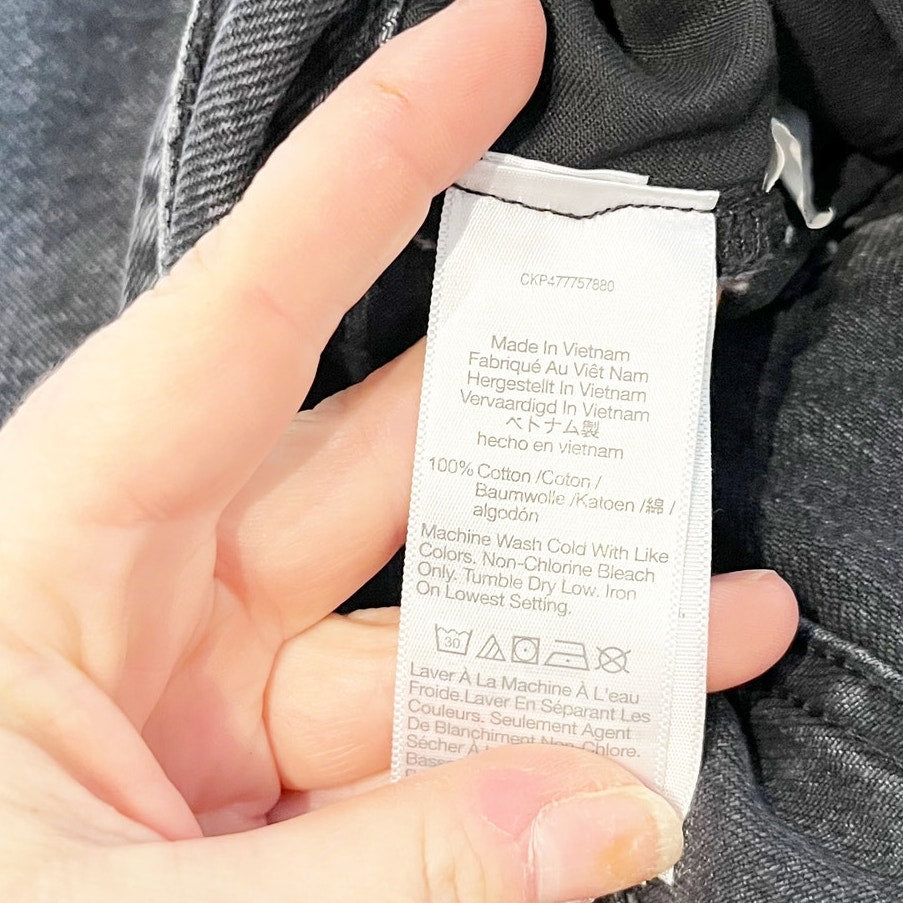 CKP477757880
Made In Vietnam
Fabriqué Au Viêt Nam
Hergestellt In Vietnam
Vervaardigd In Vietnam
ベトナム製
hecho en vietnam
100% Cotton /Coton /
Baumwolle /Katoen /綿 /
algodón
Machine Wash Cold With Like
Colors. Non-Chlorine Bleach
Only. Tumble Dry Low. Iron
On Lowest Setting.
30
Laver À La Machine À L'eau
Froide.Laver En Séparant Les
Couleurs. Seulement Agent
De Blanchiment Non-Chlore.
Sécher À